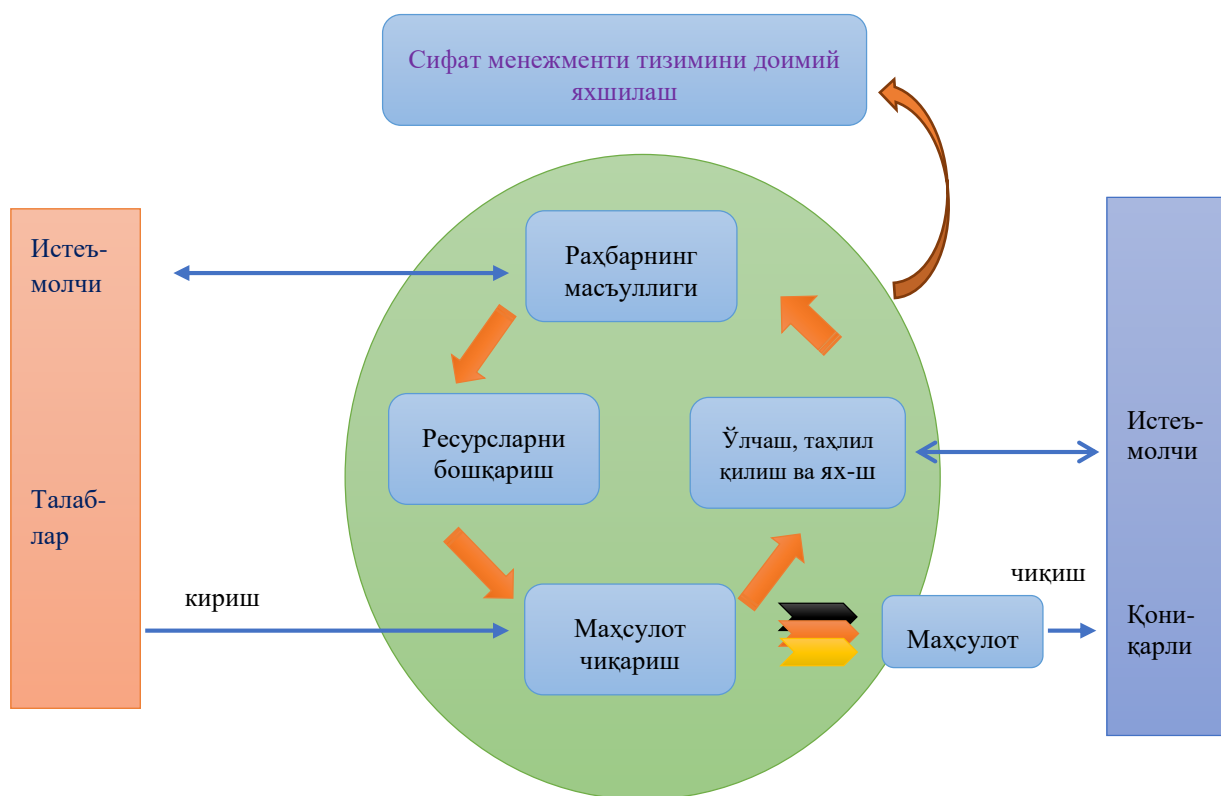 Сифат менежменти тизимини доимий
яхшилаш
Истеъ-
молчи
Талаб-
лар
Раҳбарнинг
масъуллиги
Ресурсларни
бошқариш
Ўлчаш, таҳлил
қилиш ва ях-ш
Истеъ-
молчи
кириш
Маҳсулот
чиқариш
Маҳсулот
чиқиш
Қони-
қарли